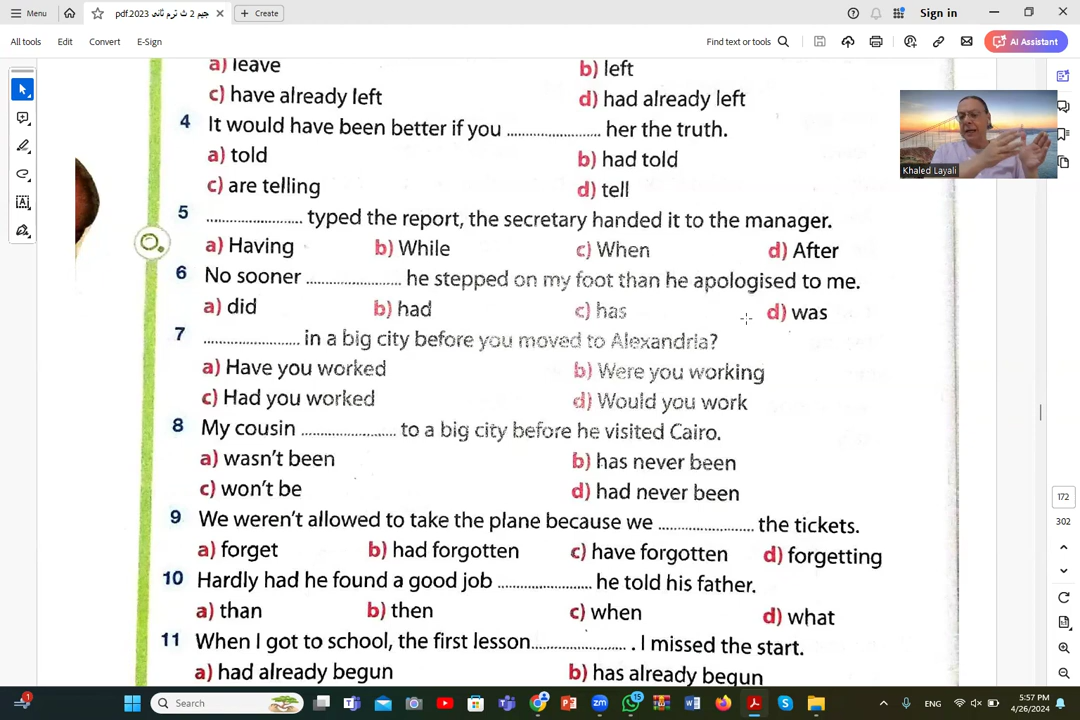 Menu
جيم 2 ث ترم ثانى 2023.pdf
Create
Sign in
All tools
Edit
Convert
E-Sign
Find text or tools
AI Assistant
a) leave
b) left
c) have already left
d) had already left
4 It would have been better if you ........................ her the truth.
a) told
b) had told
c) are telling
d) tell
5 ........................ typed the report, the secretary handed it to the manager.
a) Having
b) While
c) When
d) After
6 No sooner ........................ he stepped on my foot than he apologised to me.
a) did
b) had
c) has
d) was
7 ........................ in a big city before you moved to Alexandria?
a) Have you worked
b) Were you working
c) Had you worked
d) Would you work
8 My cousin ........................ to a big city before he visited Cairo.
a) wasn't been
b) has never been
c) won't be
d) had never been
9 We weren't allowed to take the plane because we ........................ the tickets.
a) forget
b) had forgotten
c) have forgotten
d) forgetting
10 Hardly had he found a good job ........................ he told his father.
a) than
b) then
c) when
d) what
11 When I got to school, the first lesson........................ . I missed the start.
a) had already begun
b) has already begun
Khaled Layali
172
302
1
Search
15
ENG
5:57 PM
4/26/2024